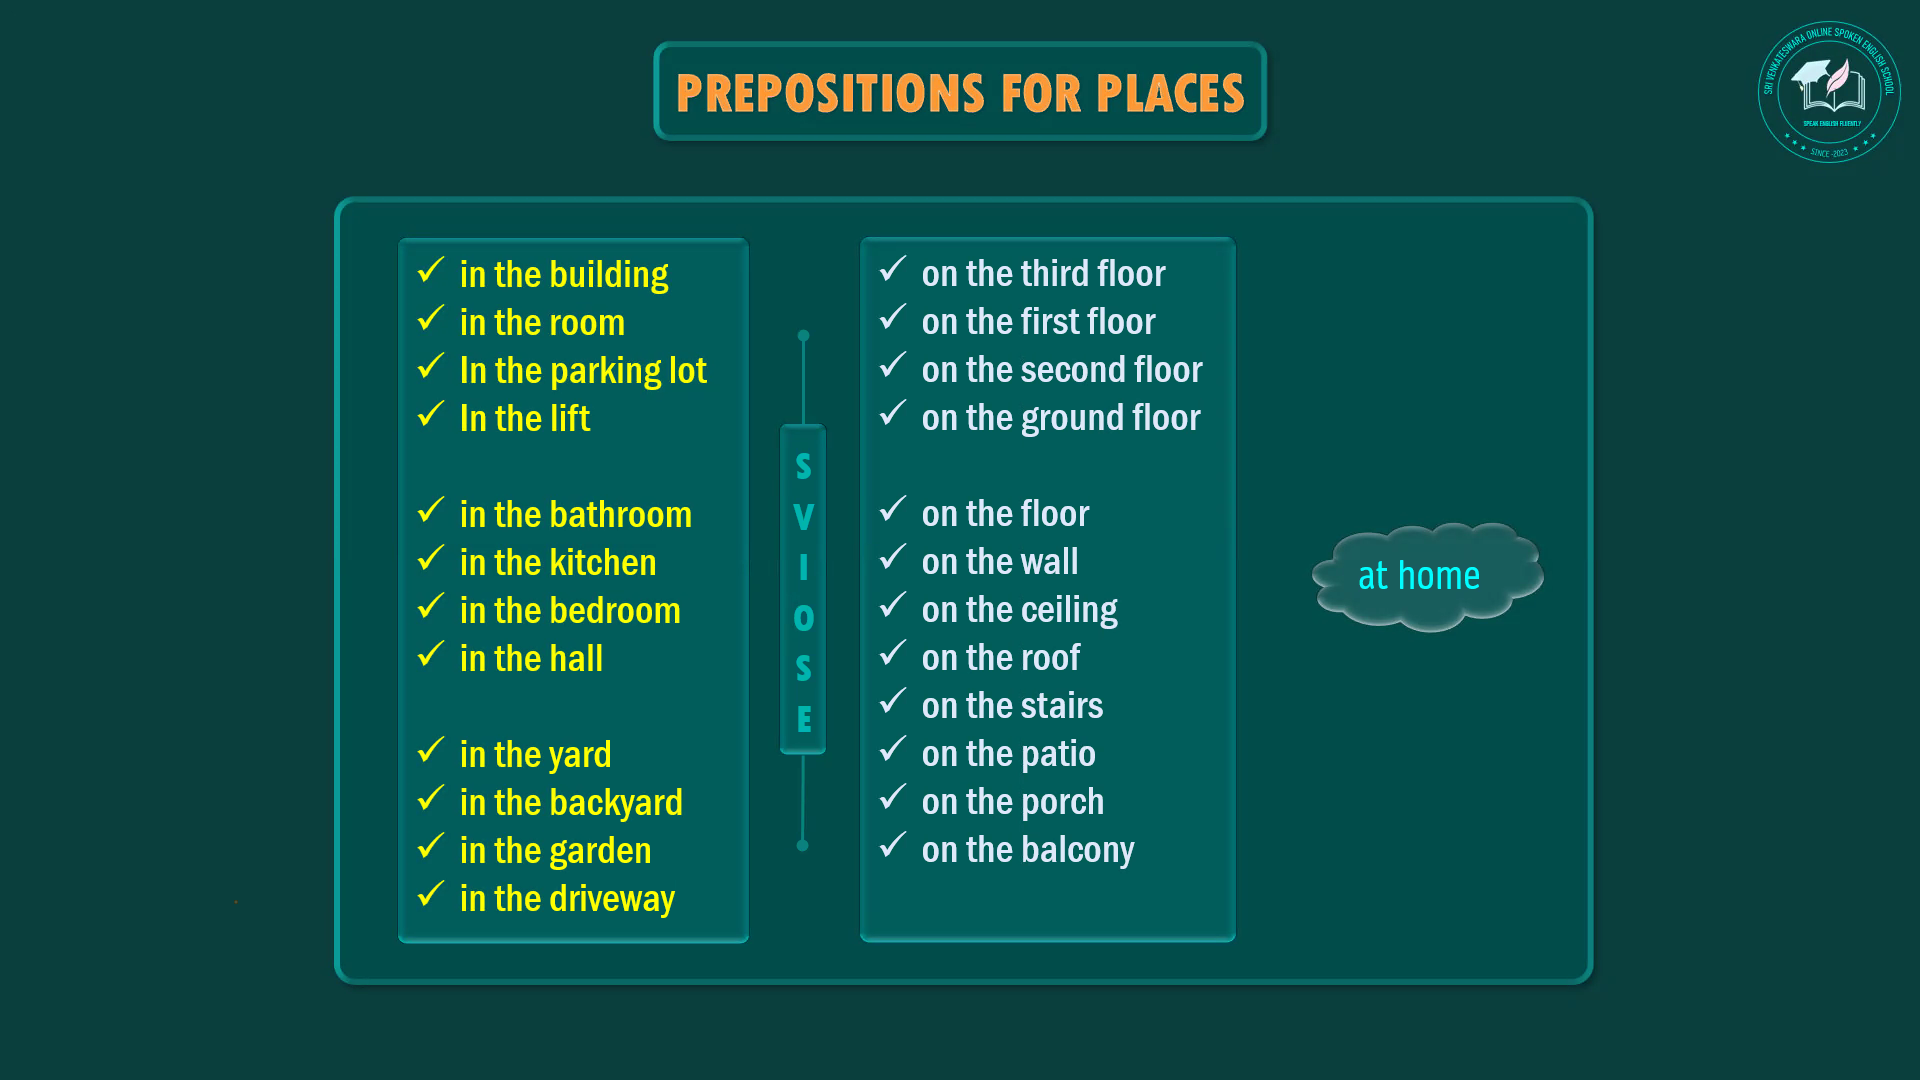 PREPOSITIONS FOR PLACES
SRI VENKATESWARA ONLINE SPOKEN ENGLISH SCHOOL
SPEAK ENGLISH FLUENTLY
SINCE -2023
in the building
in the room
In the parking lot
In the lift
in the bathroom
in the kitchen
in the bedroom
in the hall
in the yard
in the backyard
in the garden
in the driveway
S
V
I
O
S
E
on the third floor
on the first floor
on the second floor
on the ground floor
on the floor
on the wall
on the ceiling
on the roof
on the stairs
on the patio
on the porch
on the balcony
at home